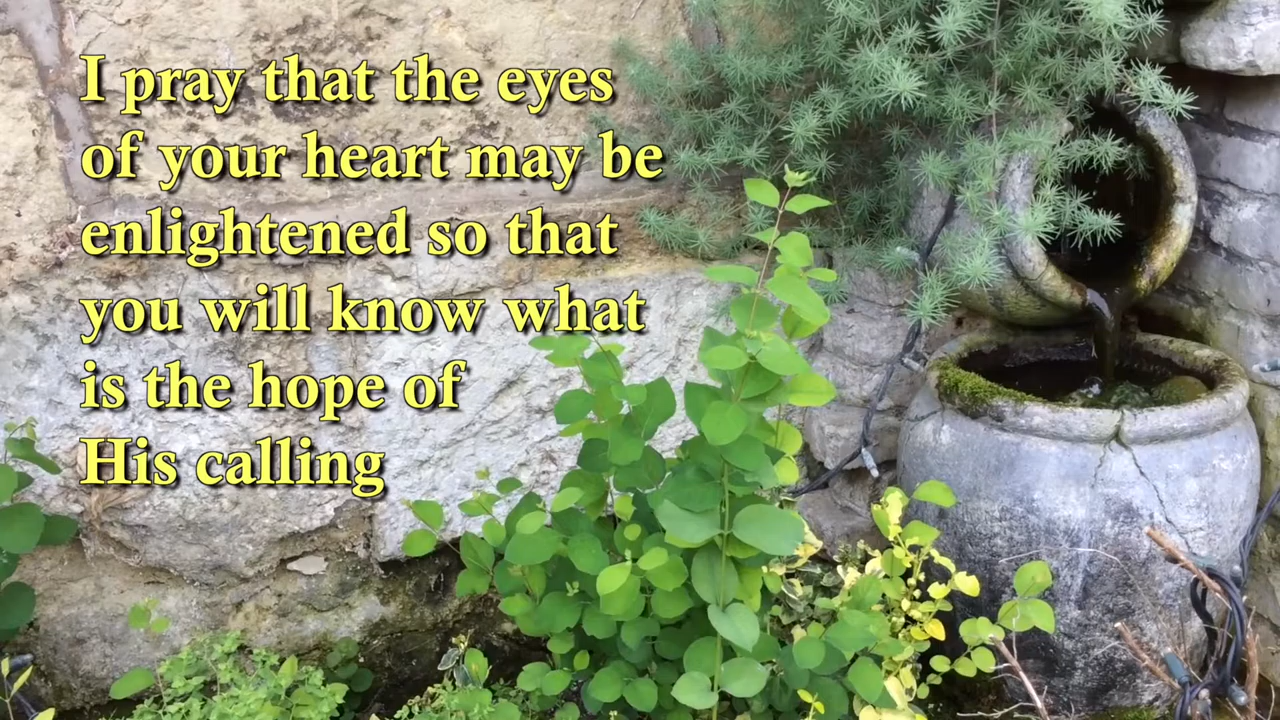 I pray that the eyes
of your heart may be
enlightened so that
you will know what
is the hope of
His calling